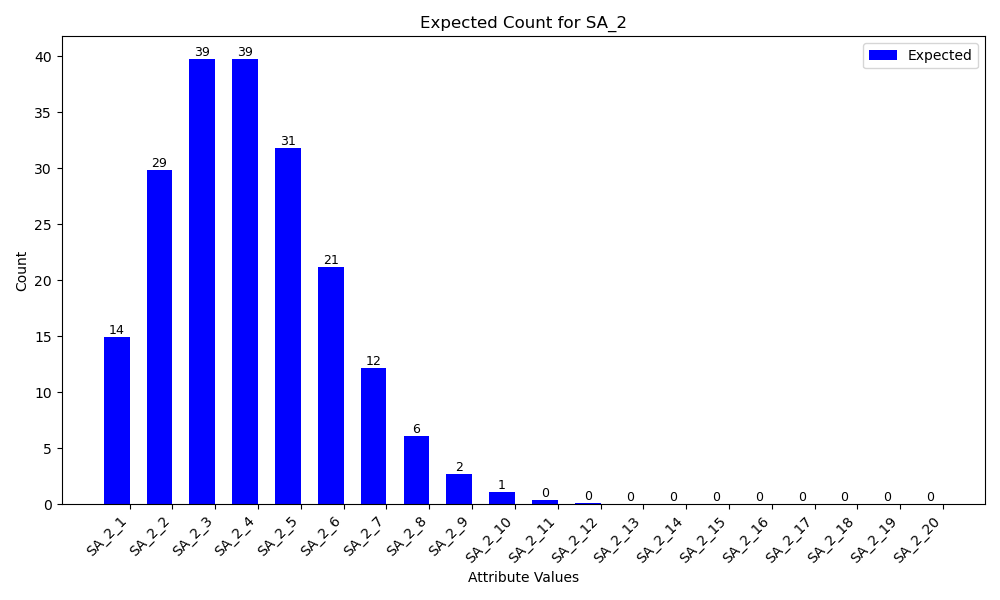 Expected Count for SA_2
Expected
Count
40
35
30
25
20
15
10
5
0
14
29
39
39
31
21
12
6
2
1
0
0
0
0
0
0
0
0
0
0
SA_2_1
SA_2_2
SA_2_3
SA_2_4
SA_2_5
SA_2_6
SA_2_7
SA_2_8
SA_2_9
SA_2_10
SA_2_11
SA_2_12
SA_2_13
SA_2_14
SA_2_15
SA_2_16
SA_2_17
SA_2_18
SA_2_19
SA_2_20
Attribute Values